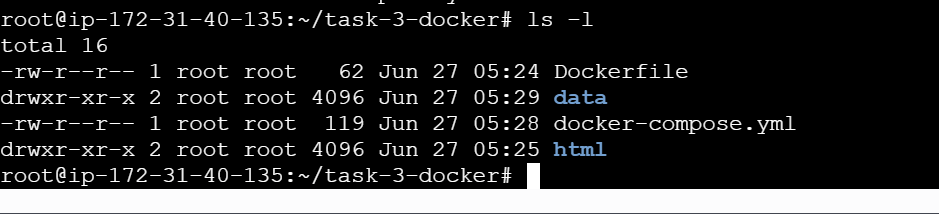 root@ip-172-31-40-135:~/task-3-docker# ls -l
total 16
-rw-r--r-- 1 root root   62 Jun 27 05:24 Dockerfile
drwxr-xr-x 2 root root 4096 Jun 27 05:29 data
-rw-r--r-- 1 root root  119 Jun 27 05:28 docker-compose.yml
drwxr-xr-x 2 root root 4096 Jun 27 05:25 html
root@ip-172-31-40-135:~/task-3-docker#